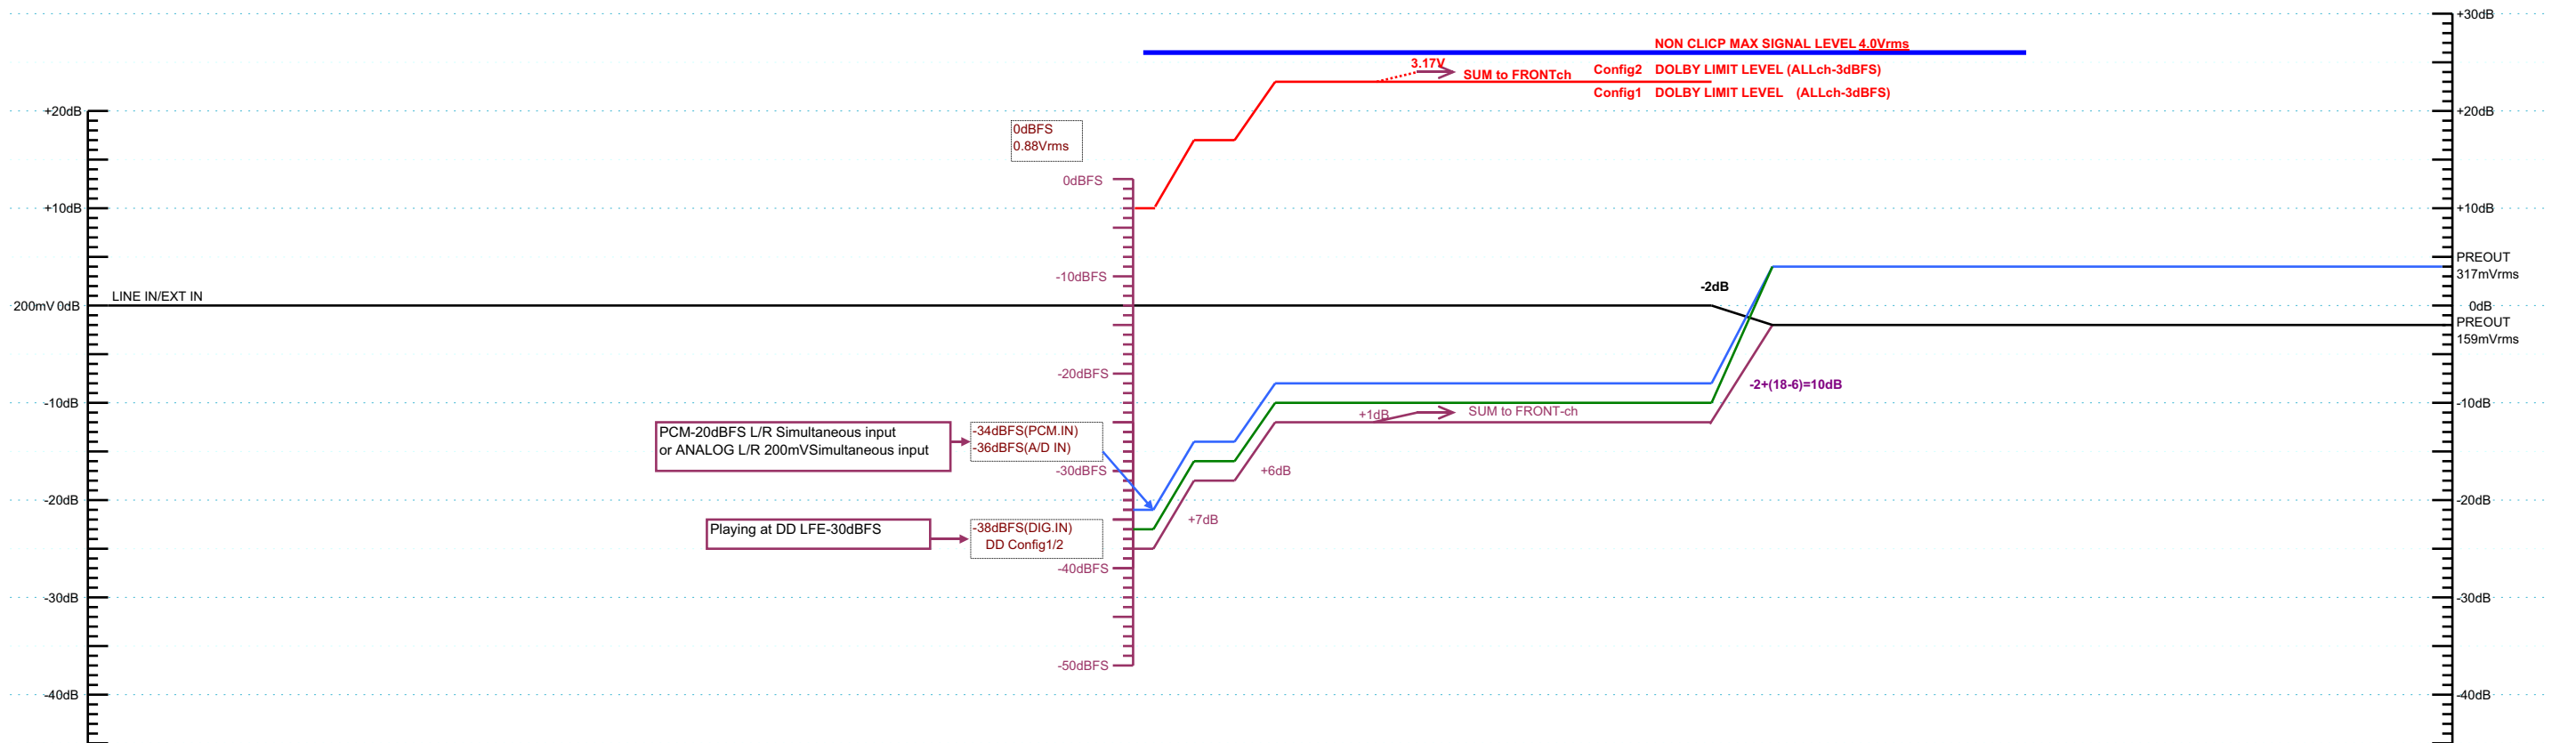 +30dB
NON CLICP MAX SIGNAL LEVEL 4.0Vrms
3.17V
SUM to FRONTch
Config2 DOLBY LIMIT LEVEL (ALLch-3dBFS)
Config1 DOLBY LIMIT LEVEL (ALLch-3dBFS)
+20dB
+20dB
0dBFS
0.88Vrms
0dBFS
+10dB
+10dB
PREOUT
317mVrms
-10dBFS
-2dB
LINE IN/EXT IN
200mV 0dB
0dB
PREOUT
159mVrms
-20dBFS
-2+(18-6)=10dB
-10dB
-10dB
+1dB
SUM to FRONT-ch
PCM-20dBFS L/R Simultaneous input
or ANALOG L/R 200mVSimultaneous input
-34dBFS(PCM.IN)
-36dBFS(A/D IN)
-30dBFS
+6dB
-20dB
-20dB
+7dB
Playing at DD LFE-30dBFS
-38dBFS(DIG.IN)
DD Config1/2
-40dBFS
-30dB
-30dB
-50dBFS
-40dB
-40dB